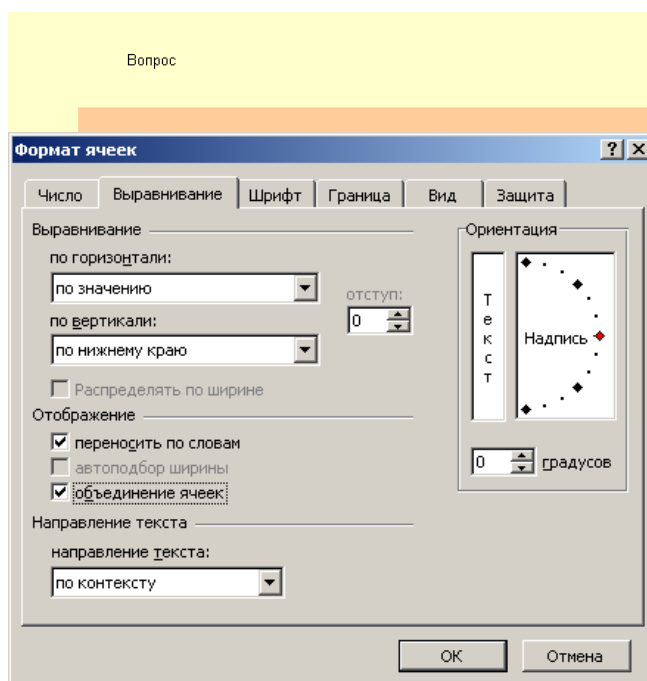 Вопрос
Формат ячеек
Число Выравнивание Шрифт Граница Вид Защита
Выравнивание
по горизонтали:
по значению
отступ:
0
по вертикали:
по нижнему краю
Распределять по ширине
Отображение
переносить по словам
автоподбор ширины
объединение ячеек
Направление текста
направление текста:
по контексту
Ориентация
Текст
Надпись
0 градусов
ОК Отмена